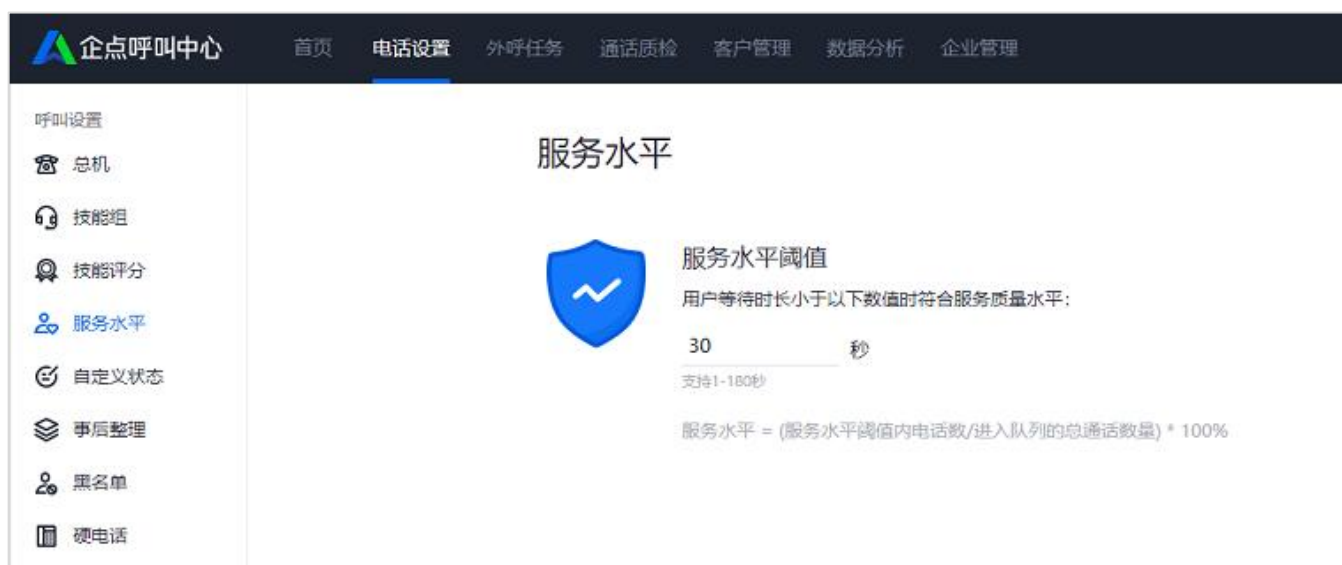 企点呼叫中心 首页 电话设置 外呼任务 通话质检 客户管理 数据分析 企业管理
呼叫设置
总机
技能组
技能评分
服务水平
自定义状态
事后整理
黑名单
硬电话
服务水平
服务水平阈值
用户等待时长小于以下数值时符合服务质量水平：
30 秒
支持1-180秒
服务水平 = (服务水平阈值内电话数/进入队列的总通话数量) * 100%